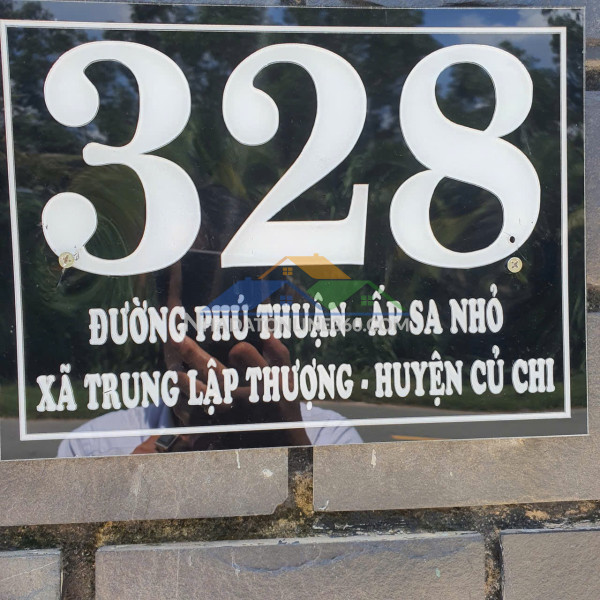 328
ĐƯỜNG PHÚ THUẬN - ẤP SA NHỎ
XÃ TRUNG LẬP THƯỢNG - HUYỆN CỦ CHI